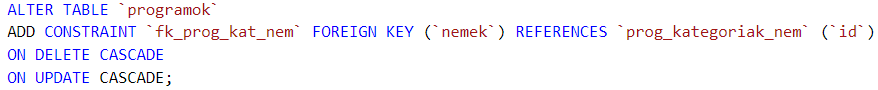 ALTER TABLE `programok`
ADD CONSTRAINT `fk_prog_kat_nem` FOREIGN KEY (`nemek`) REFERENCES `prog_kategoriak_nem` (`id`)
ON DELETE CASCADE
ON UPDATE CASCADE;